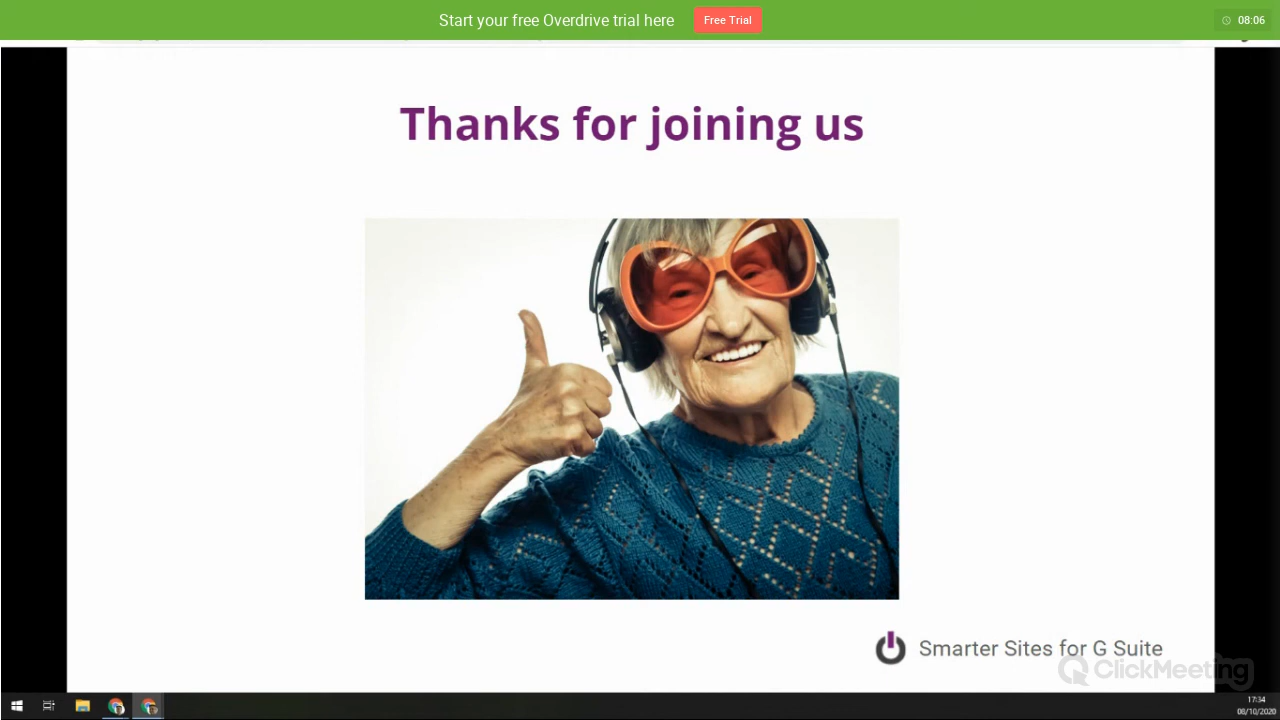 Start your free Overdrive trial here
Free Trial
08:06
Thanks for joining us
Smarter Sites for G Suite
ClickMeeting
17:34
08/10/2020